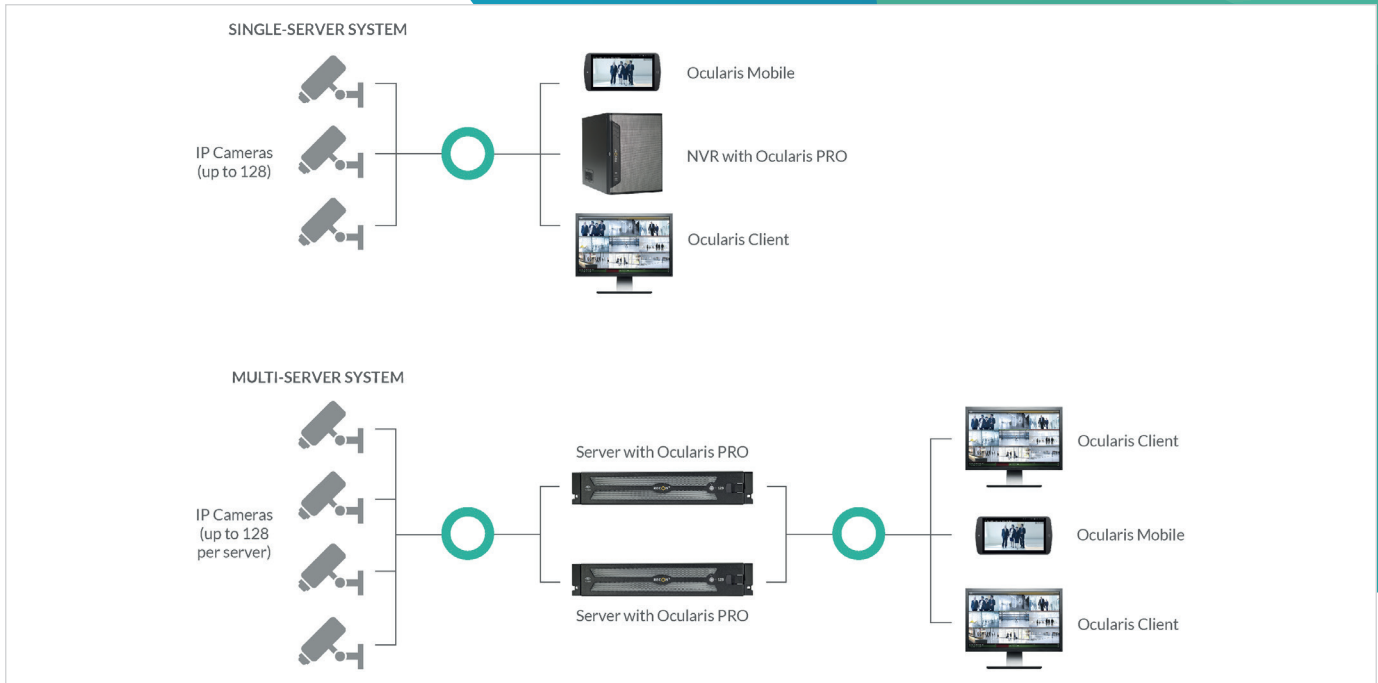 SINGLE-SERVER SYSTEM
IP Cameras
(up to 128)
Ocularis Mobile
NVR with Ocularis PRO
Ocularis Client
MULTI-SERVER SYSTEM
IP Cameras
(up to 128
per server)
Server with Ocularis PRO
Server with Ocularis PRO
Ocularis Client
Ocularis Mobile
Ocularis Client